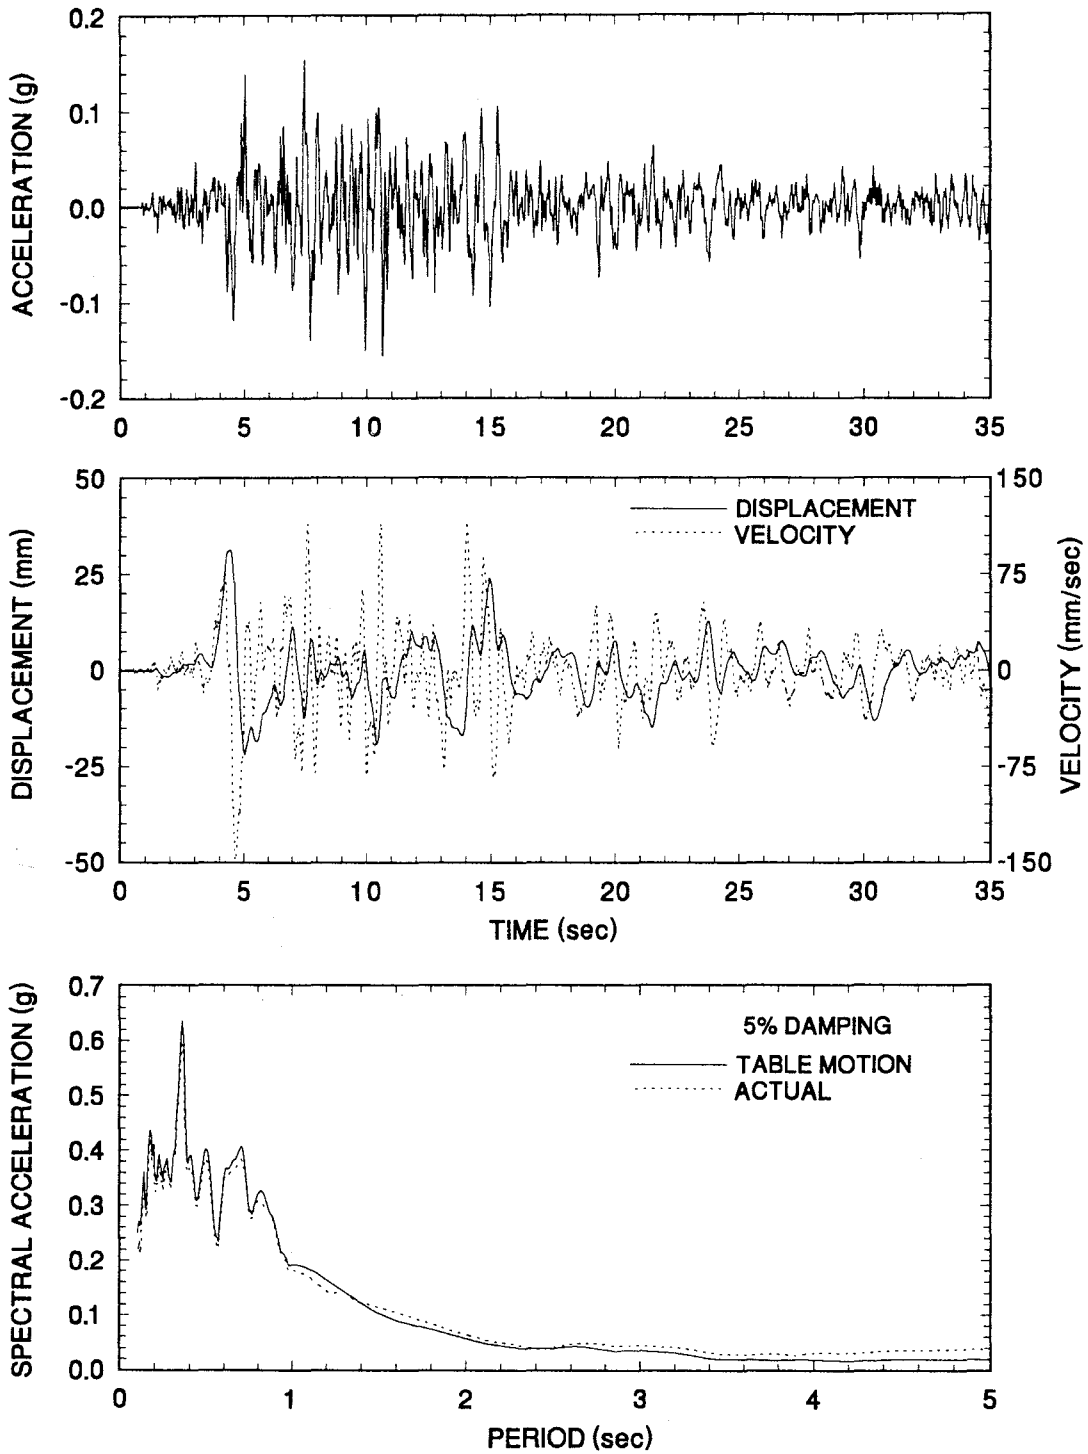 ACCELERATION (g)
0.2
0.1
0.0
-0.1
-0.2
0 5 10 15 20 25 30 35
DISPLACEMENT (mm)
50
25
0
-25
-50
DISPLACEMENT
VELOCITY
150
75
0
-75
-150
VELOCITY (mm/sec)
0 5 10 15 20 25 30 35
TIME (sec)
SPECTRAL ACCELERATION (g)
0.7
0.6
0.5
0.4
0.3
0.2
0.1
0.0
5% DAMPING
TABLE MOTION
ACTUAL
0 1 2 3 4 5
PERIOD (sec)